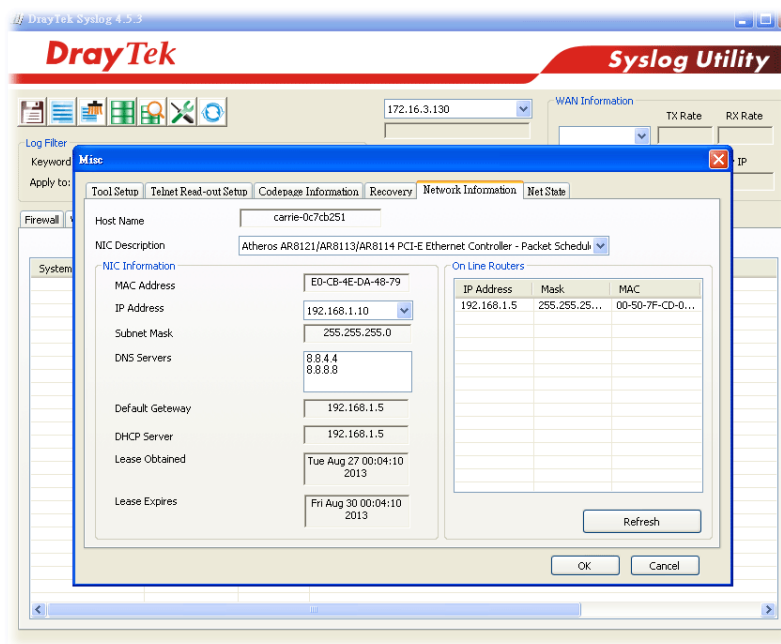 DrayTek Syslog 4.5.3
DrayTek
Syslog Utility
172.16.3.130
WAN Information
TX Rate RX Rate
Log Filter
Keyword
IP
Apply to:
Misc
Tool Setup Telnet Read-out Setup Codepage Information Recovery Network Information Net State
Firewall
Host Name carrie-0c7cb251
NIC Description Atheros AR8121/AR8113/AR8114 PCI-E Ethernet Controller - Packet Schedul
System
NIC Information
MAC Address E0-CB-4E-DA-48-79
IP Address 192.168.1.10
Subnet Mask 255.255.255.0
DNS Servers 8.8.4.4
8.8.8.8
Default Geteway 192.168.1.5
DHCP Server 192.168.1.5
Lease Obtained Tue Aug 27 00:04:10
2013
Lease Expires Fri Aug 30 00:04:10
2013
On Line Routers
IP Address Mask MAC
192.168.1.5 255.255.25... 00-50-7F-CD-0...
Refresh
OK Cancel